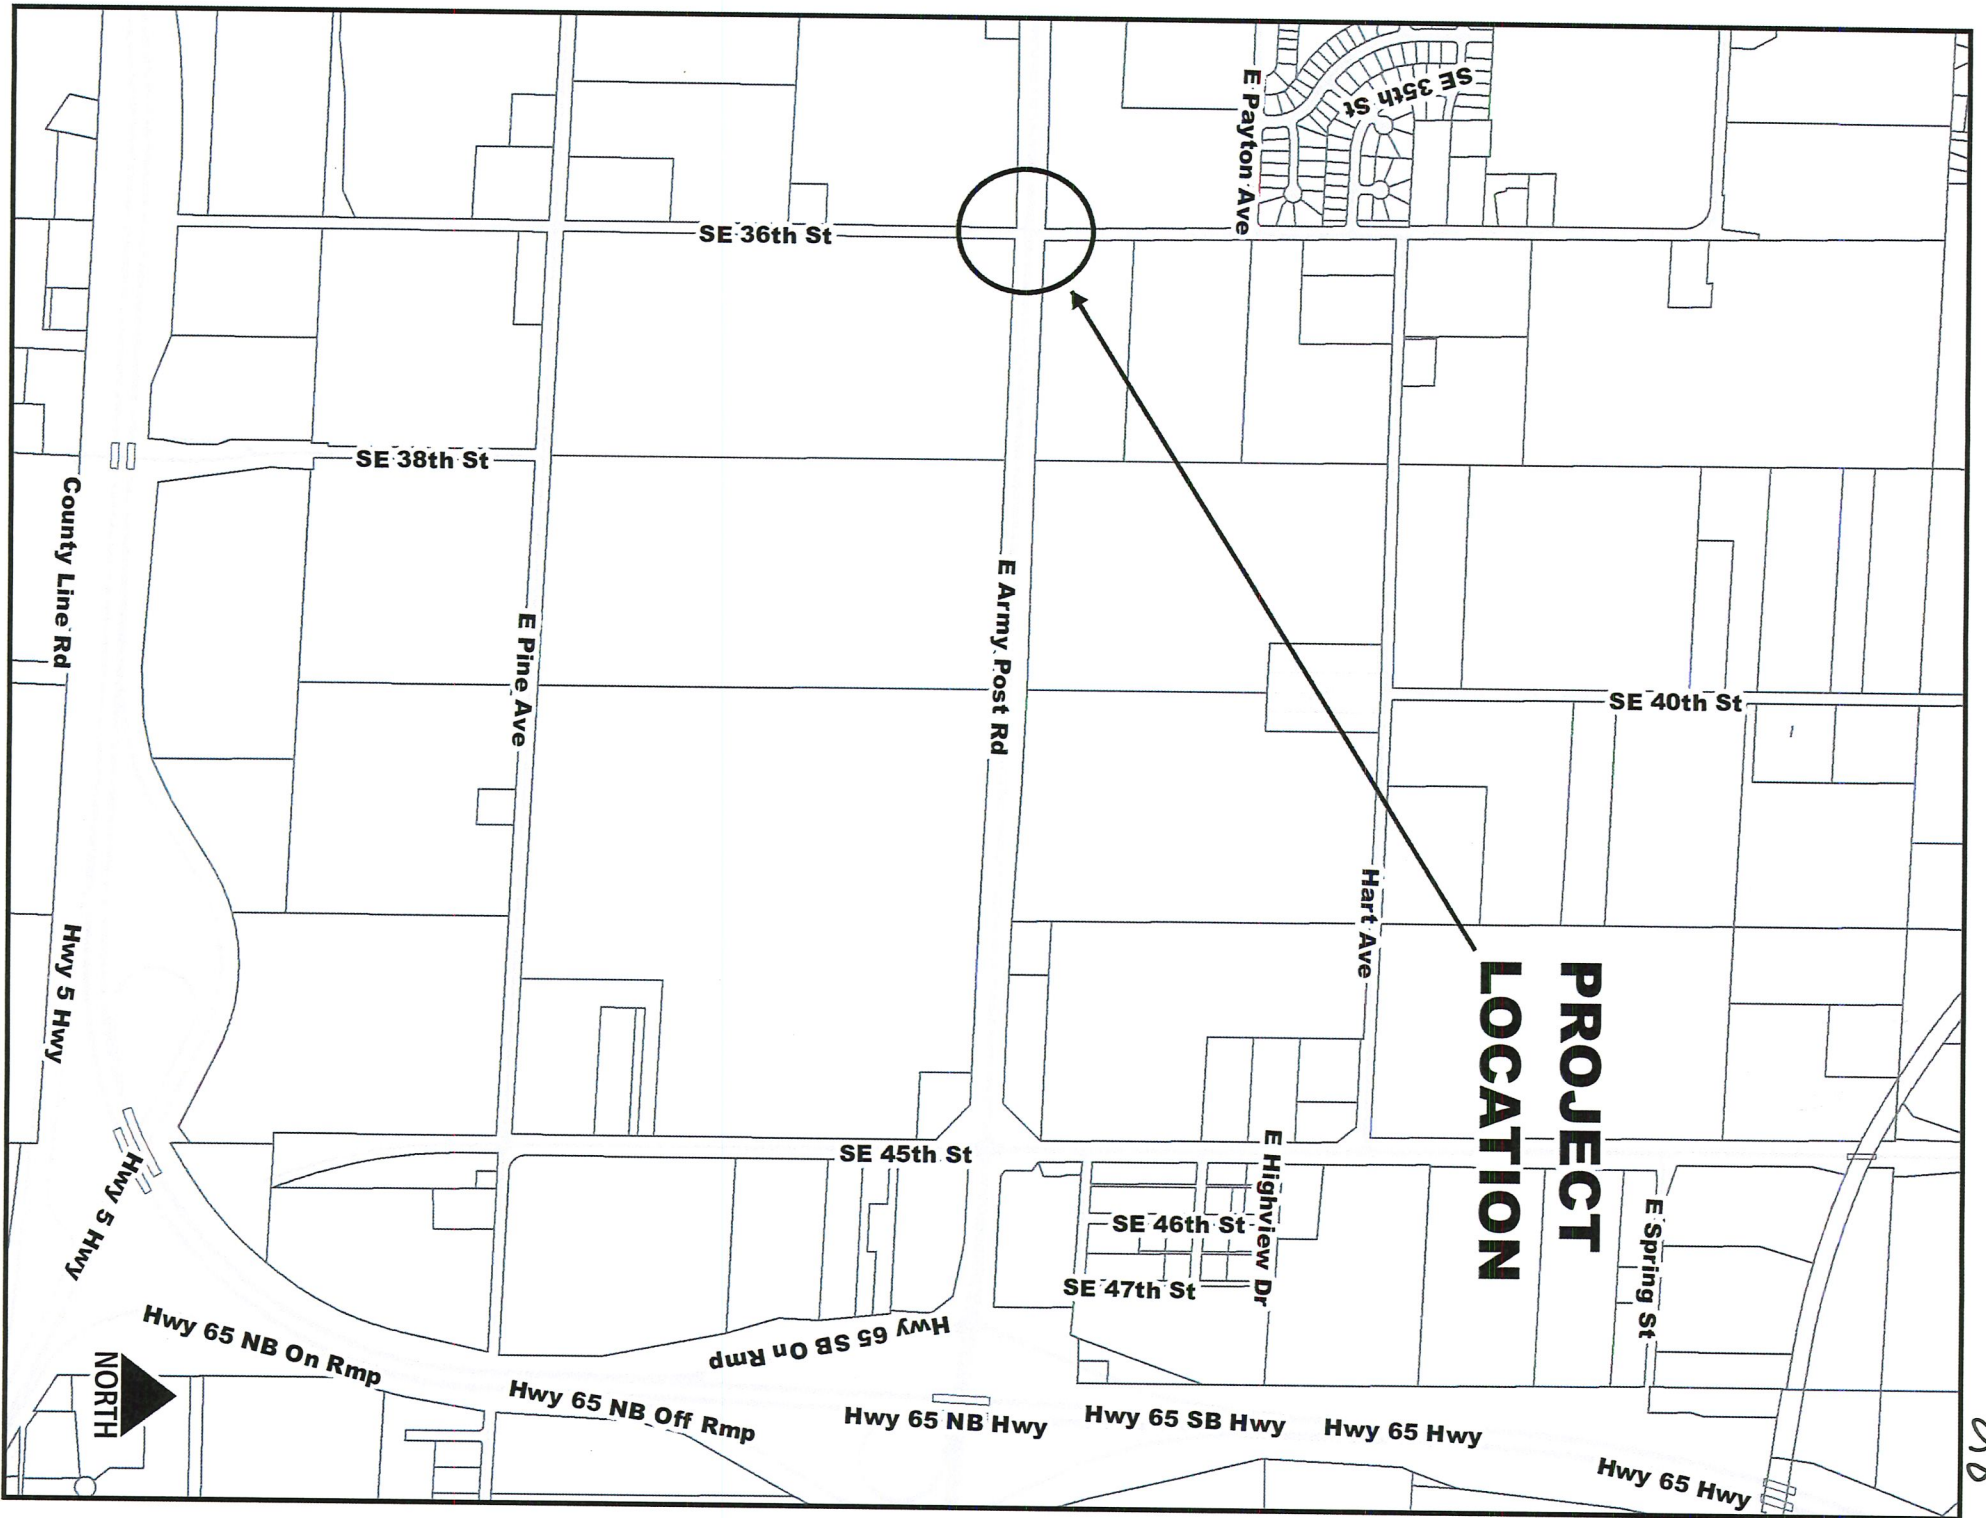 E Payton Ave
SE 35th St
SE 36th St
SE 38th St
County Line Rd
E Pine Ave
E Army Post Rd
SE 40th St
Hart Ave
PROJECT
LOCATION
Hwy 5 Hwy
SE 45th St
E Highview Dr
Hwy 5 Hwy
SE 46th St
E Spring St
SE 47th St
Hwy 65 NB On Rmp
Hwy 65 SB On Rmp
NORTH
Hwy 65 NB Off Rmp
Hwy 65 NB Hwy
Hwy 65 SB Hwy
Hwy 65 Hwy
Hwy 65 Hwy